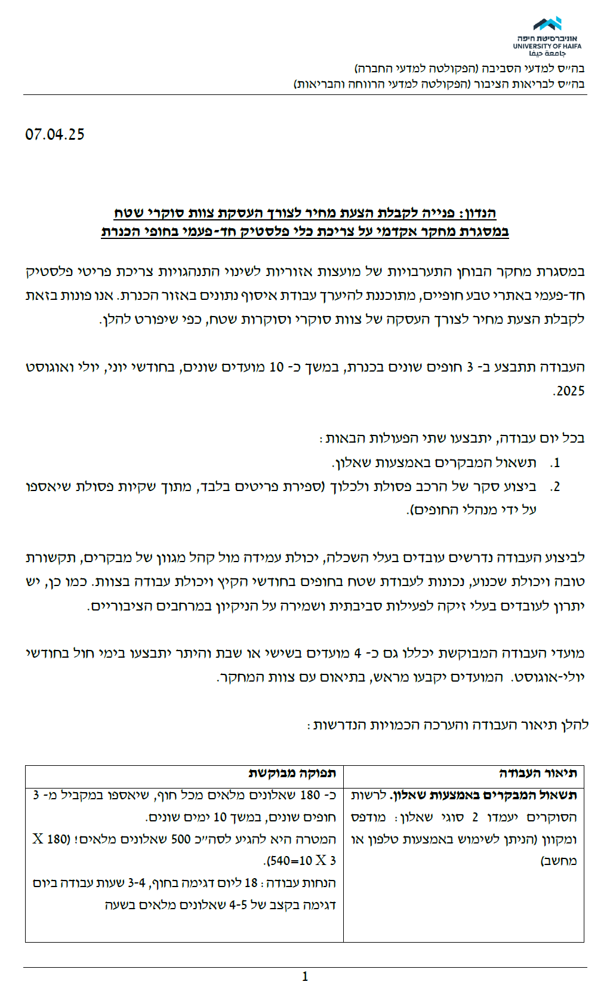 אוניברסיטת חיפה
UNIVERSITY OF HAIFA
جامعة حيفا
בה״ס למדעי הסביבה (הפקולטה למדעי החברה)
בה״ס לבריאות הציבור (הפקולטה למדעי הרווחה והבריאות)
07.04.25
הנדון: פנייה לקבלת הצעת מחיר לצורך העסקת צוות סוקרי שטח
במסגרת מחקר אקדמי על צריכת כלי פלסטיק חד-פעמי בחופי הכנרת
במסגרת מחקר הבוחן התערבויות של מועצות אזוריות לשינוי התנהגויות צריכת פריטי פלסטיק
חד-פעמי באתרי טבע חופיים, מתוכננת להיערך עבודת איסוף נתונים באזור הכנרת. אנו פונות בזאת
לקבלת הצעת מחיר לצורך העסקה של צוות סוקרי וסוקרות שטח, כפי שיפורט להלן.
העבודה תתבצע ב- 3 חופים שונים בכנרת, במשך כ- 10 מועדים שונים, בחודשי יוני, יולי ואוגוסט
2025.
בכל יום עבודה, יתבצעו שתי הפעולות הבאות:
1. תשאול המבקרים באמצעות שאלון.
2. ביצוע סקר של הרכב פסולת ולכלוך (ספירת פריטים בלבד, מתוך שקיות פסולת שיאספו
על ידי מנהלי החופים).
לביצוע העבודה נדרשים עובדים בעלי השכלה, יכולת עמידה מול קהל מגוון של מבקרים, תקשורת
טובה ויכולת שכנוע, נכונות לעבודת שטח בחופים בחודשי הקיץ ויכולת עבודה בצוות. כמו כן, יש
יתרון לעובדים בעלי זיקה לפעילות סביבתית ושמירה על הניקיון במרחבים הציבוריים.
מועדי העבודה המבוקשת יכללו גם כ- 4 מועדים בשישי או שבת והיתר יתבצעו בימי חול בחודשי
יולי-אוגוסט. המועדים יקבעו מראש, בתיאום עם צוות המחקר.
להלן תיאור העבודה והערכה הכמויות הנדרשות:
תיאור העבודה
תשאול המבקרים באמצעות שאלון. לרשות
הסוקרים יעמדו 2 סוגי שאלון: מודפס
ומקוון (הניתן לשימוש באמצעות טלפון או
מחשב)
תפוקה מבוקשת
כ- 180 שאלונים מלאים מכל חוף, שיאספו במקביל מ- 3
חופים שונים, במשך 10 ימים שונים.
המטרה היא להגיע לסה״כ 500 שאלונים מלאים! (180 X
3 X 10=540).
הנחות עבודה: 18 ליום דגימה בחוף, 3-4 שעות עבודה ביום
דגימה בקצב של 4-5 שאלונים מלאים בשעה
1